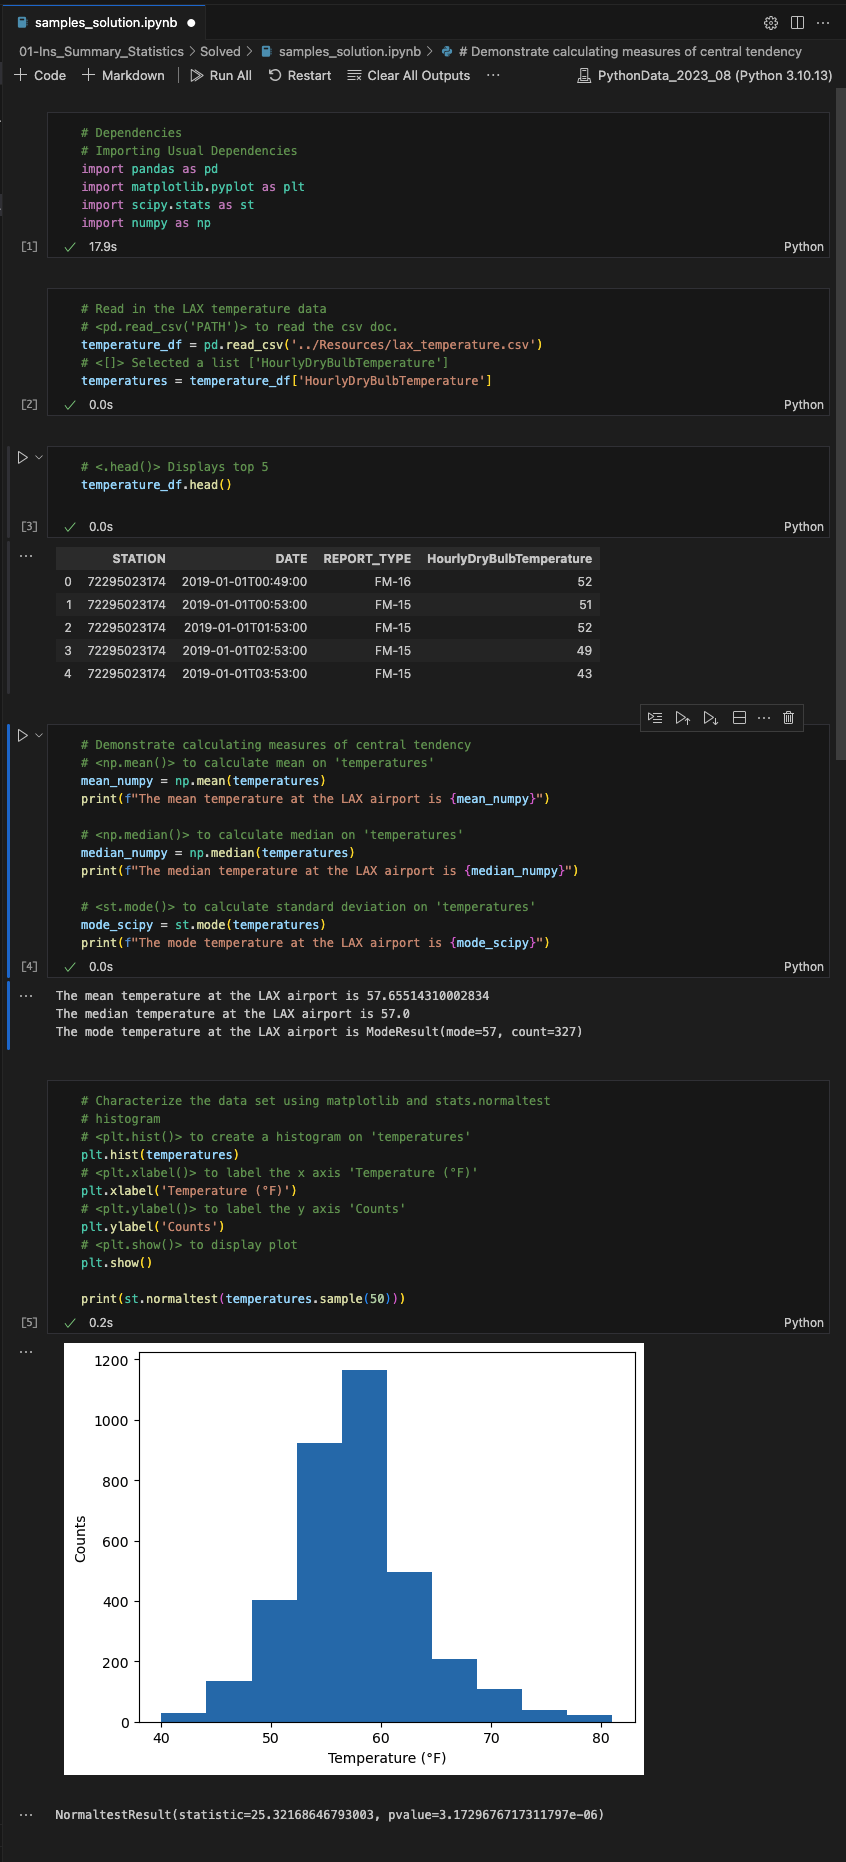 samples_solution.ipynb
01-Ins_Summary_Statistics > Solved > samples_solution.ipynb > # Demonstrate calculating measures of central tendency
+ Code + Markdown | Run All Restart Clear All Outputs ... PythonData_2023_08 (Python 3.10.13)
# Dependencies
# Importing Usual Dependencies
import pandas as pd
import matplotlib.pyplot as plt
import scipy.stats as st
import numpy as np
[1] ✓ 17.9s Python
# Read in the LAX temperature data
# <pd.read_csv('PATH')> to read the csv doc.
temperature_df = pd.read_csv('../Resources/lax_temperature.csv')
# <[]> Selected a list ['HourlyDryBulbTemperature']
temperatures = temperature_df['HourlyDryBulbTemperature']
[2] ✓ 0.0s Python
# <.head()> Displays top 5
temperature_df.head()
[3] ✓ 0.0s Python
... STATION DATE REPORT_TYPE HourlyDryBulbTemperature
0 72295023174 2019-01-01T00:49:00 FM-16 52
1 72295023174 2019-01-01T00:53:00 FM-15 51
2 72295023174 2019-01-01T01:53:00 FM-15 52
3 72295023174 2019-01-01T02:53:00 FM-15 49
4 72295023174 2019-01-01T03:53:00 FM-15 43
...
# Demonstrate calculating measures of central tendency
# <np.mean()> to calculate mean on 'temperatures'
mean_numpy = np.mean(temperatures)
print(f"The mean temperature at the LAX airport is {mean_numpy}")
# <np.median()> to calculate median on 'temperatures'
median_numpy = np.median(temperatures)
print(f"The median temperature at the LAX airport is {median_numpy}")
# <st.mode()> to calculate standard deviation on 'temperatures'
mode_scipy = st.mode(temperatures)
print(f"The mode temperature at the LAX airport is {mode_scipy}")
[4] ✓ 0.0s Python
... The mean temperature at the LAX airport is 57.65514310002834
The median temperature at the LAX airport is 57.0
The mode temperature at the LAX airport is ModeResult(mode=57, count=327)
# Characterize the data set using matplotlib and stats.normaltest
# histogram
# <plt.hist()> to create a histogram on 'temperatures'
plt.hist(temperatures)
# <plt.xlabel()> to label the x axis 'Temperature (°F)'
plt.xlabel('Temperature (°F)')
# <plt.ylabel()> to label the y axis 'Counts'
plt.ylabel('Counts')
# <plt.show()> to display plot
plt.show()
print(st.normaltest(temperatures.sample(50)))
[5] ✓ 0.2s Python
...
1200
1000
800
600
400
200
0
Counts
40 50 60 70 80
Temperature (°F)
... NormaltestResult(statistic=25.32168646793003, pvalue=3.1729676717311797e-06)